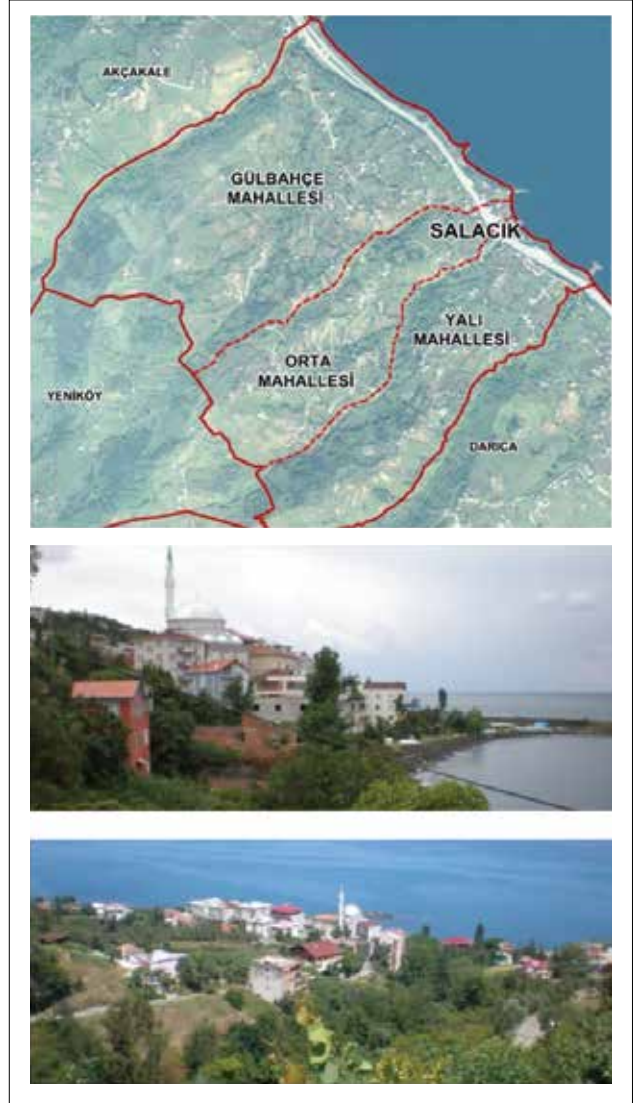 AKÇAKALE
GÜLBAHÇE
MAHALLESİ
SALACIK
YALI
MAHALLESİ
ORTA
MAHALLESİ
YENİKÖY
DARICA